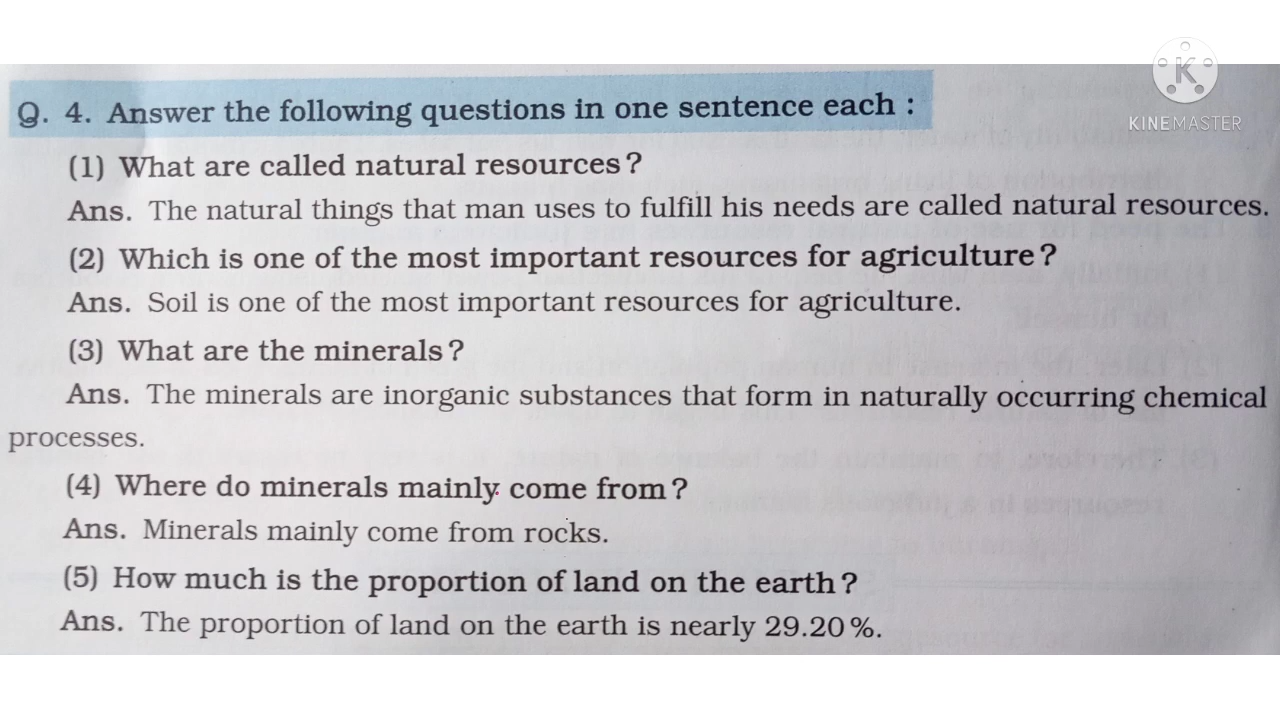 K
KINEMASTER
Q. 4. Answer the following questions in one sentence each :
(1) What are called natural resources?
Ans. The natural things that man uses to fulfill his needs are called natural resources.
(2) Which is one of the most important resources for agriculture?
Ans. Soil is one of the most important resources for agriculture.
(3) What are the minerals?
Ans. The minerals are inorganic substances that form in naturally occurring chemical
processes.
(4) Where do minerals mainly come from?
Ans. Minerals mainly come from rocks.
(5) How much is the proportion of land on the earth?
Ans. The proportion of land on the earth is nearly 29.20%.